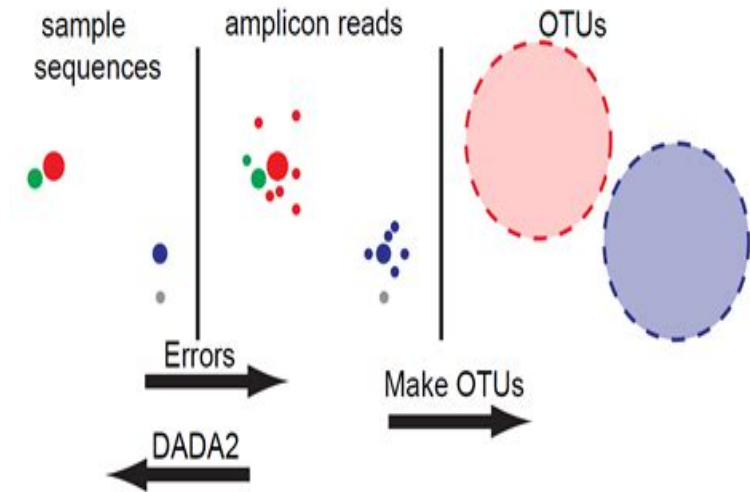 sample
sequences
amplicon reads
OTUs
Errors
Make OTUs
DADA2